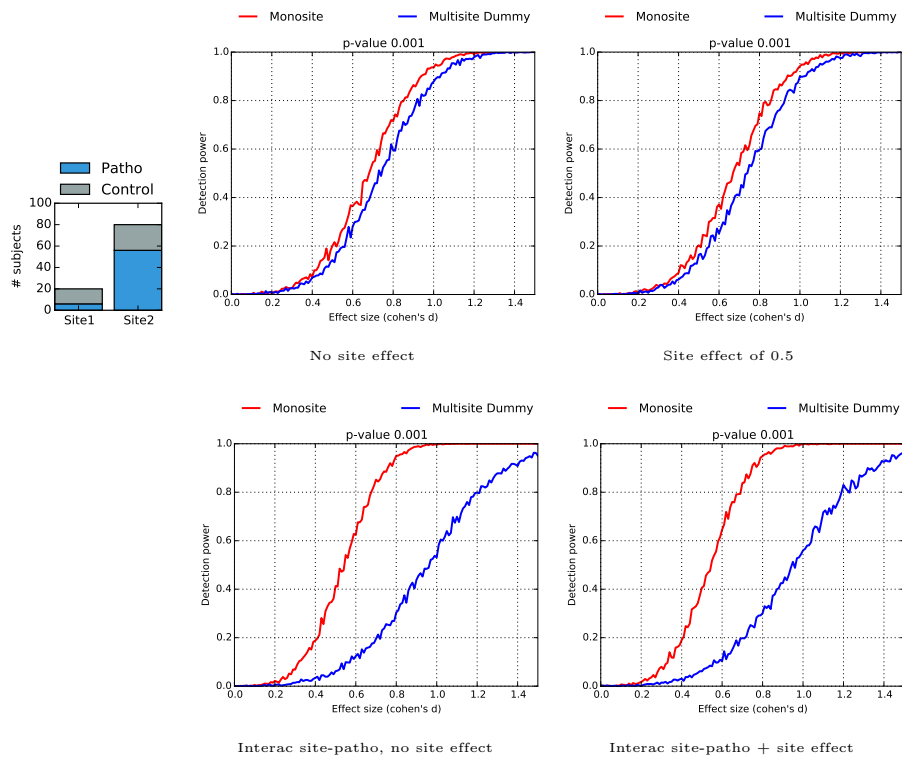 Monosite Multisite Dummy
p-value 0.001
Detection power
1.0
0.8
0.6
0.4
0.2
0.0
0.0 0.2 0.4 0.6 0.8 1.0 1.2 1.4
Effect size (cohen's d)
No site effect
Monosite Multisite Dummy
p-value 0.001
Detection power
1.0
0.8
0.6
0.4
0.2
0.0
0.0 0.2 0.4 0.6 0.8 1.0 1.2 1.4
Effect size (cohen's d)
Site effect of 0.5
Patho
Control
# subjects
100
80
60
40
20
0
Site1 Site2
Monosite Multisite Dummy
p-value 0.001
Detection power
1.0
0.8
0.6
0.4
0.2
0.0
0.0 0.2 0.4 0.6 0.8 1.0 1.2 1.4
Effect size (cohen's d)
Interac site-patho, no site effect
Monosite Multisite Dummy
p-value 0.001
Detection power
1.0
0.8
0.6
0.4
0.2
0.0
0.0 0.2 0.4 0.6 0.8 1.0 1.2 1.4
Effect size (cohen's d)
Interac site-patho + site effect